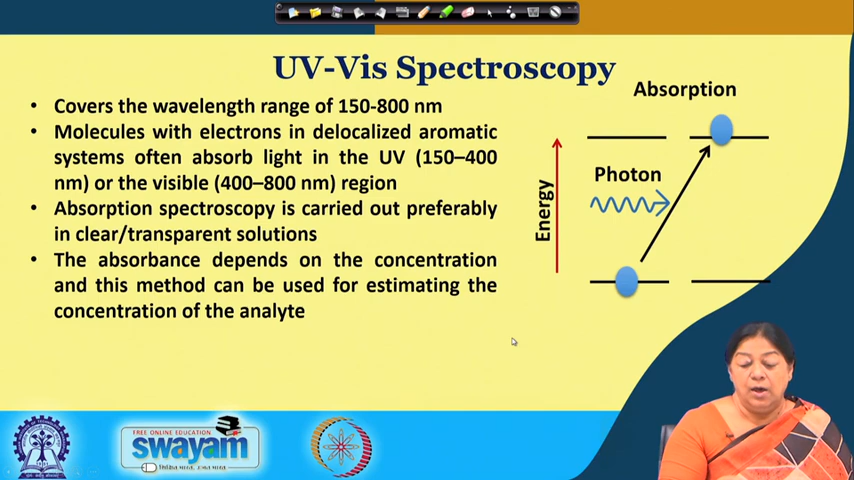 UV-Vis Spectroscopy
• Covers the wavelength range of 150-800 nm
• Molecules with electrons in delocalized aromatic
systems often absorb light in the UV (150–400
nm) or the visible (400–800 nm) region
• Absorption spectroscopy is carried out preferably
in clear/transparent solutions
• The absorbance depends on the concentration
and this method can be used for estimating the
concentration of the analyte
Absorption
Photon
Energy
FREE ONLINE EDUCATION
swayam